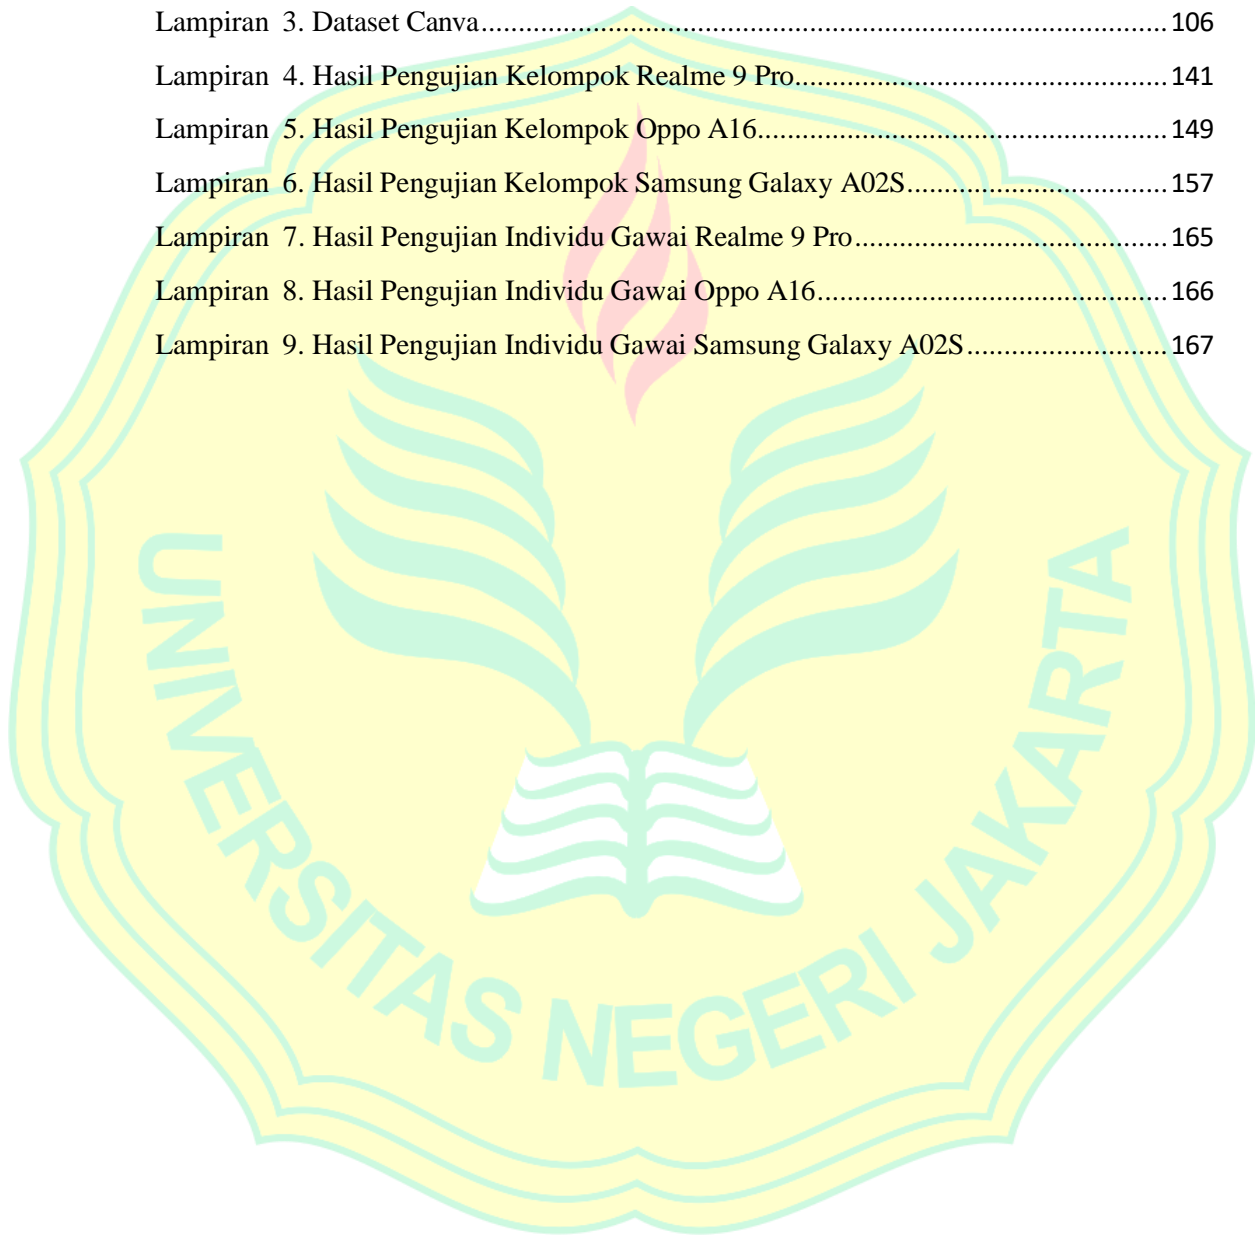 Lampiran 3. Dataset Canva.......................................................................................... 106
Lampiran 4. Hasil Pengujian Kelompok Realme 9 Pro................................................. 141
Lampiran 5. Hasil Pengujian Kelompok Oppo A16...................................................... 149
Lampiran 6. Hasil Pengujian Kelompok Samsung Galaxy A02S.................................. 157
Lampiran 7. Hasil Pengujian Individu Gawai Realme 9 Pro......................................... 165
Lampiran 8. Hasil Pengujian Individu Gawai Oppo A16.............................................. 166
Lampiran 9. Hasil Pengujian Individu Gawai Samsung Galaxy A02S.......................... 167
UNIVERSITAS NEGERI JAKARTA